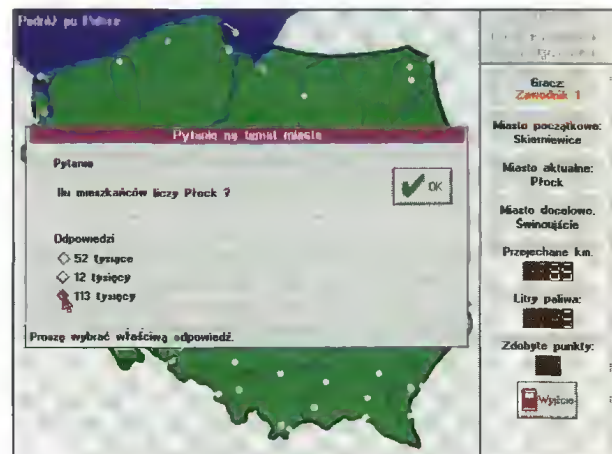 Podróż po Polsce
Pytanie na temat miasta
Pytanie
Ilu mieszkańców liczy Płock ?
OK
Odpowiedzi
52 tysiące
12 tysięcy
113 tysięcy
Proszę wybrać właściwą odpowiedź.
Gracz:
Zawodnik 1
Miasto początkowe:
Skierniewice
Miasto aktualne:
Płock
Miasto docelowe:
Świnoujście
Przejechane km.
Litry paliwa:
Zdobyte punkty:
Wyjście